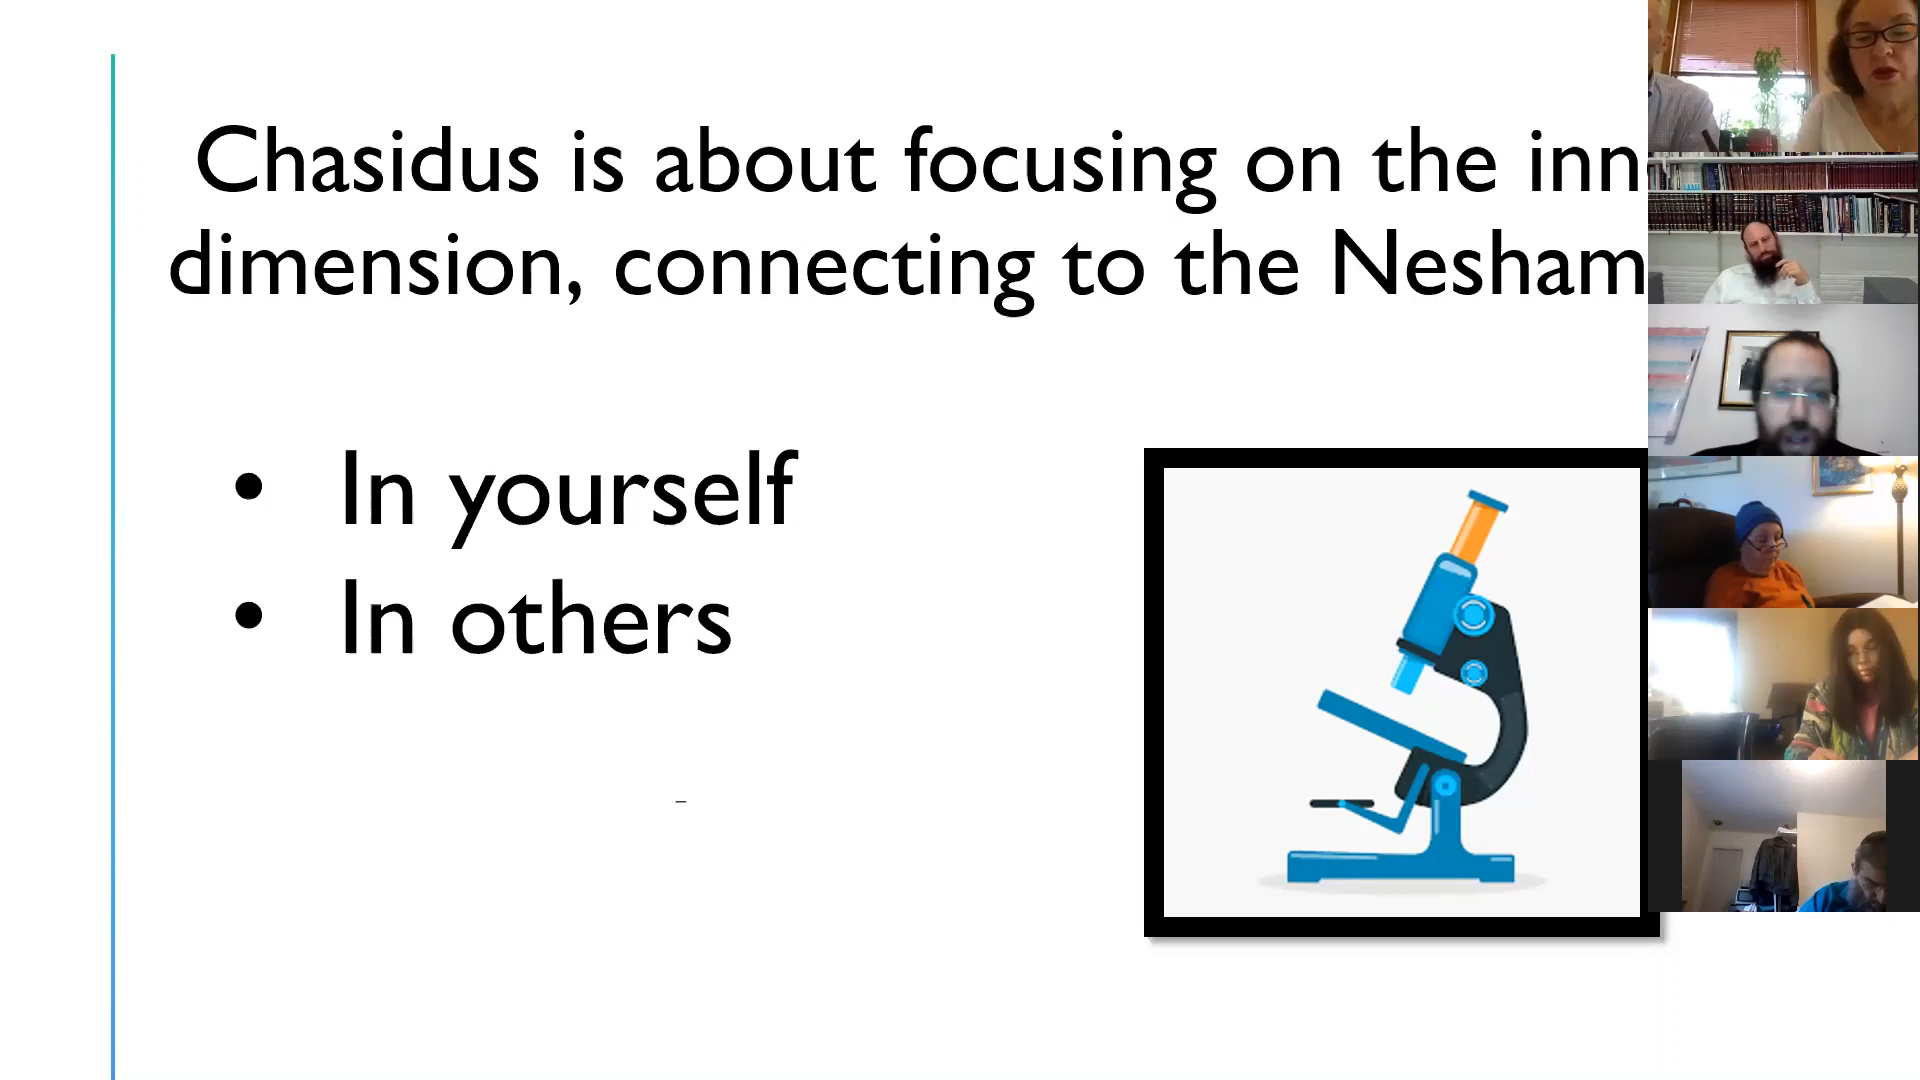 Chasidus is about focusing on the inn
dimension, connecting to the Nesham
• In yourself
• In others